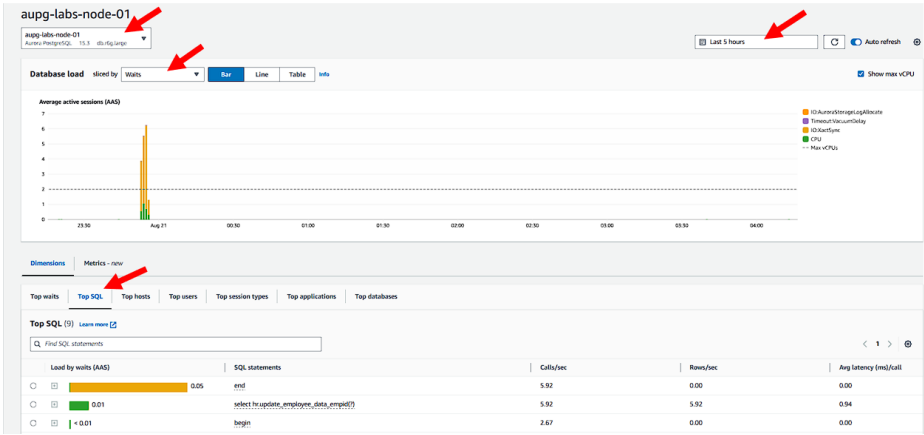 aupg-labs-node-01
aupg-labs-node-01
Aurora PostgreSQL 15.3 db.r6g.large
Last 5 hours
Auto refresh
Database load sliced by Waits Bar Line Table Info
Show max vCPU
Average active sessions (AAS)
7
6
5
4
3
2
1
0
23:30 Aug 21 00:30 01:00 01:30 02:00 02:30 03:00 03:30 04:00
IO:AuroraStorageLogAllocate
Timeout:VacuumDelay
IO:XactSync
CPU
Max vCPUs
Dimensions Metrics - new
Top waits Top SQL Top hosts Top users Top session types Top applications Top databases
Top SQL (9) Learn more
Find SQL statements
1
Load by waits (AAS) SQL statements Calls/sec Rows/sec Avg latency (ms)/call
0.05 end 5.92 0.00 0.00
0.01 select hr.update_employee_data_empid(?) 5.92 5.92 0.94
< 0.01 begin 2.67 0.00 0.00